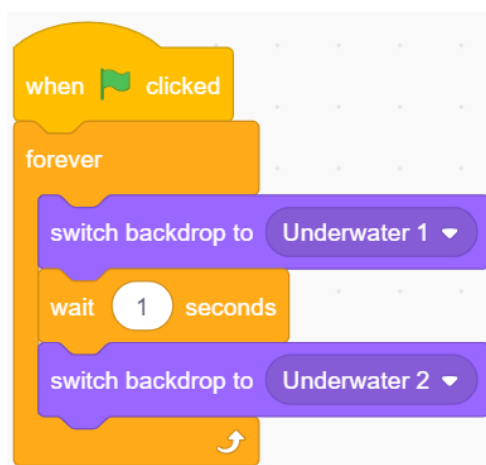 when clicked
forever
switch backdrop to Underwater 1
wait 1 seconds
switch backdrop to Underwater 2